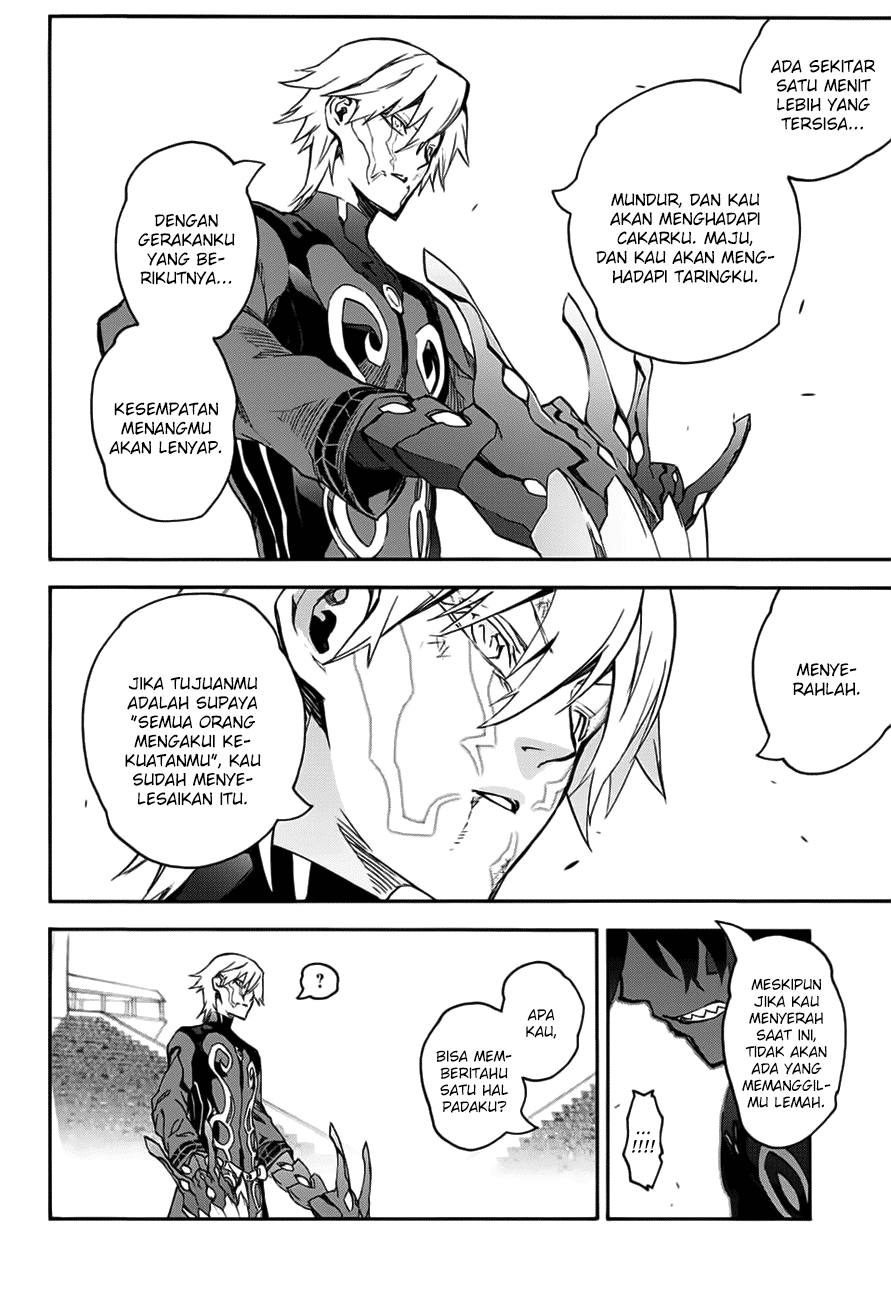 ADA SEKITAR
SATU MENIT
LEBIH YANG
TERSISA...
MUNDUR, DAN KAU
AKAN MENGHADAPI
CAKARKU. MAJU,
DAN KAU AKAN MENG-
HADAPI TARINGKU.
DENGAN
GERAKANKU
YANG BE-
RIKUTNYA...
KESEMPATAN
MENANGMU
AKAN LENYAP.
MENYE-
RAHLAH.
JIKA TUJUANMU
ADALAH SUPAYA
"SEMUA ORANG
MENGAKUI KE-
KUATANMU", KAU
SUDAH MENYE-
LESAIKAN ITU.
MESKIPUN
JIKA KAU
MENYERAH
SAAT INI,
TIDAK AKAN
ADA YANG
MEMANGGIL-
MU LEMAH.
...
!!!!
APA
KAU,
BISA MEM-
BERITAHU
SATU HAL
PADAKU?
?